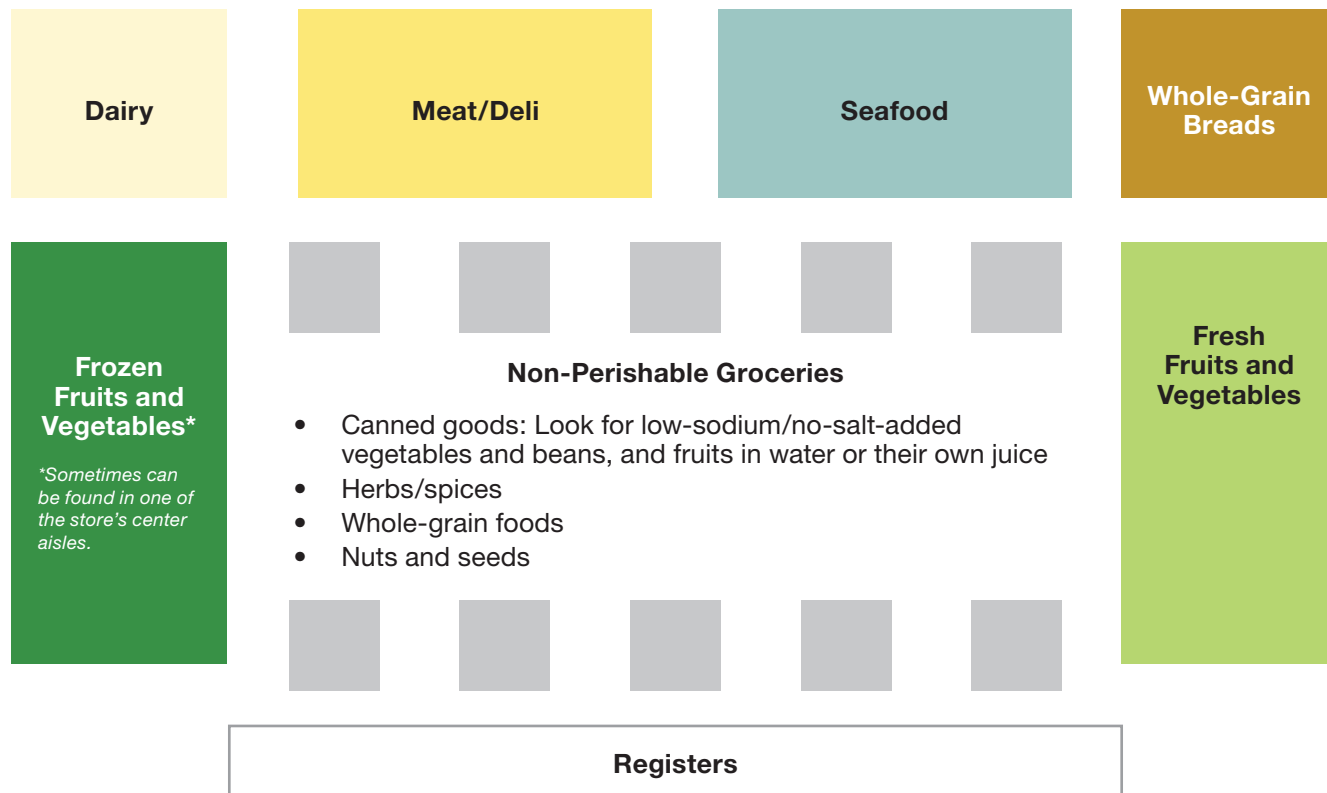 Dairy
Meat/Deli
Seafood
Whole-Grain
Breads
Frozen
Fruits and
Vegetables*
*Sometimes can
be found in one of
the store’s center
aisles.
Non-Perishable Groceries
• Canned goods: Look for low-sodium/no-salt-added
vegetables and beans, and fruits in water or their own juice
• Herbs/spices
• Whole-grain foods
• Nuts and seeds
Fresh
Fruits and
Vegetables
Registers